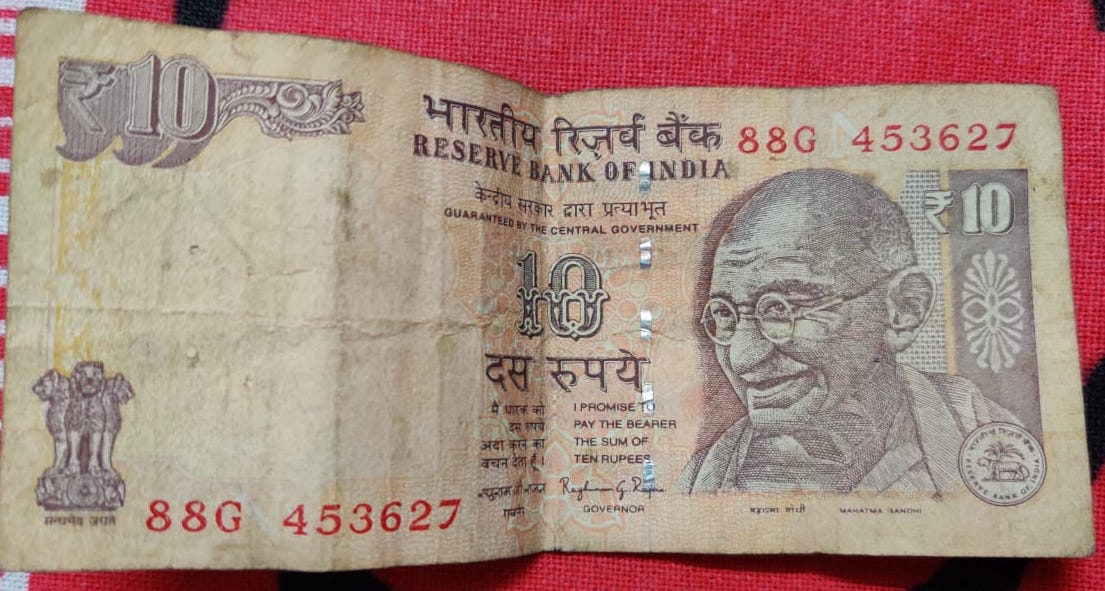 ₹10
भारतीय रिज़र्व बैंक
RESERVE BANK OF INDIA
88G 453627
केन्द्रीय सरकार द्वारा प्रत्याभूत
GUARANTEED BY THE CENTRAL GOVERNMENT
₹10
10
दस रुपये
मैं धारक को
दस रुपये
अदा करने का
वचन देता हूँ।
I PROMISE TO
PAY THE BEARER
THE SUM OF
TEN RUPEES
रघुराम जी राजन
Raghuram G. Rajan
गवर्नर
GOVERNOR
सत्यमेव जयते
88G 453627
महात्मा गांधी
MAHATMA GANDHI
भारतीय रिज़र्व बैंक
RESERVE BANK OF INDIA